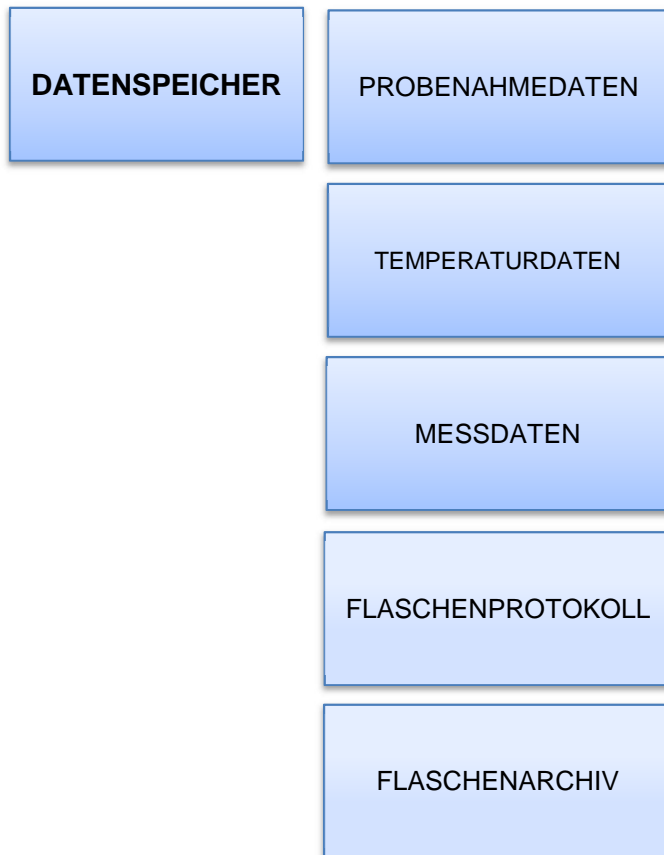 DATENSPEICHER
PROBENAHMEDATEN
TEMPERATURDATEN
MESSDATEN
FLASCHENPROTOKOLL
FLASCHENARCHIV